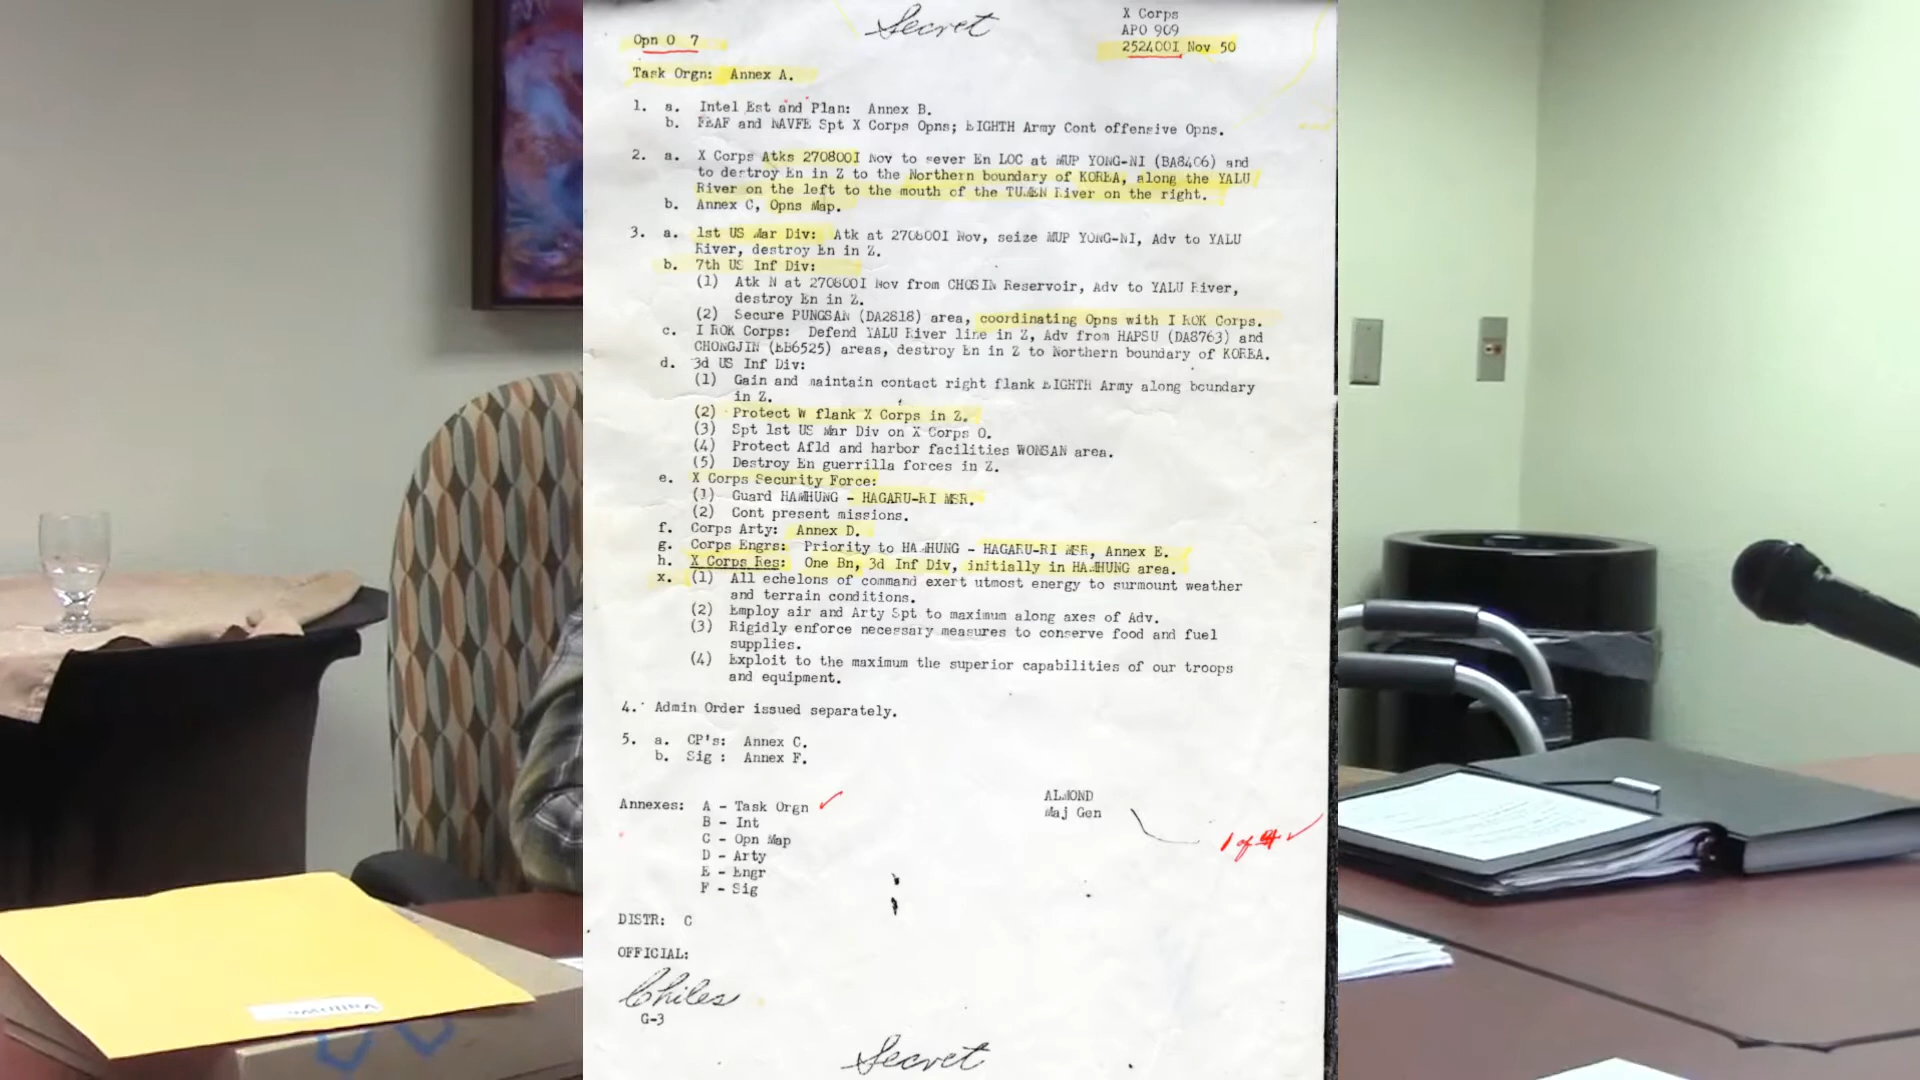 Secret
X Corps
APO 909
Opn O 7
252400I Nov 50
Task Orgn: Annex A.
1. a. Intel Est and Plan: Annex B.
b. FEAF and NAVFE Spt X Corps Opns; EIGHTH Army Cont offensive Opns.
2. a. X Corps Atks 270800I Nov to sever En LOC at MUP YONG-NI (BA8406) and
to destroy En in Z to the Northern boundary of KOREA, along the YALU
River on the left to the mouth of the TUMEN River on the right.
b. Annex C, Opns Map.
3. a. 1st US Mar Div: Atk at 270800I Nov, seize MUP YONG-NI, Adv to YALU
River, destroy En in Z.
b. 7th US Inf Div:
(1) Atk N at 270800I Nov from CHOSIN Reservoir, Adv to YALU River,
destroy En in Z.
(2) Secure PUNGSAN (DA2818) area, coordinating Opns with I ROK Corps.
c. I ROK Corps: Defend YALU River line in Z, Adv from HAPSU (DA8763) and
CHONGJIN (EB6525) areas, destroy En in Z to Northern boundary of KOREA.
d. 3d US Inf Div:
(1) Gain and maintain contact right flank EIGHTH Army along boundary
in Z.
(2) Protect W flank X Corps in Z.
(3) Spt 1st US Mar Div on X Corps O.
(4) Protect Afld and harbor facilities WONSAN area.
(5) Destroy En guerrilla forces in Z.
e. X Corps Security Force:
(1) Guard HAMHUNG - HAGARU-RI MSR.
(2) Cont present missions.
f. Corps Arty: Annex D.
g. Corps Engrs: Priority to HAMHUNG - HAGARU-RI MSR, Annex E.
h. X Corps Res: One Bn, 3d Inf Div, initially in HAMHUNG area.
x. (1) All echelons of command exert utmost energy to surmount weather
and terrain conditions.
(2) Employ air and Arty Spt to maximum along axes of Adv.
(3) Rigidly enforce necessary measures to conserve food and fuel
supplies.
(4) Exploit to the maximum the superior capabilities of our troops
and equipment.
4. Admin Order issued separately.
5. a. CP's: Annex C.
b. Sig : Annex F.
ALMOND
Maj Gen
Annexes: A - Task Orgn
B - Int
C - Opn Map
D - Arty
E - Engr
F - Sig
1 of
DISTR: C
OFFICIAL:
Chiles
G-3
Secret